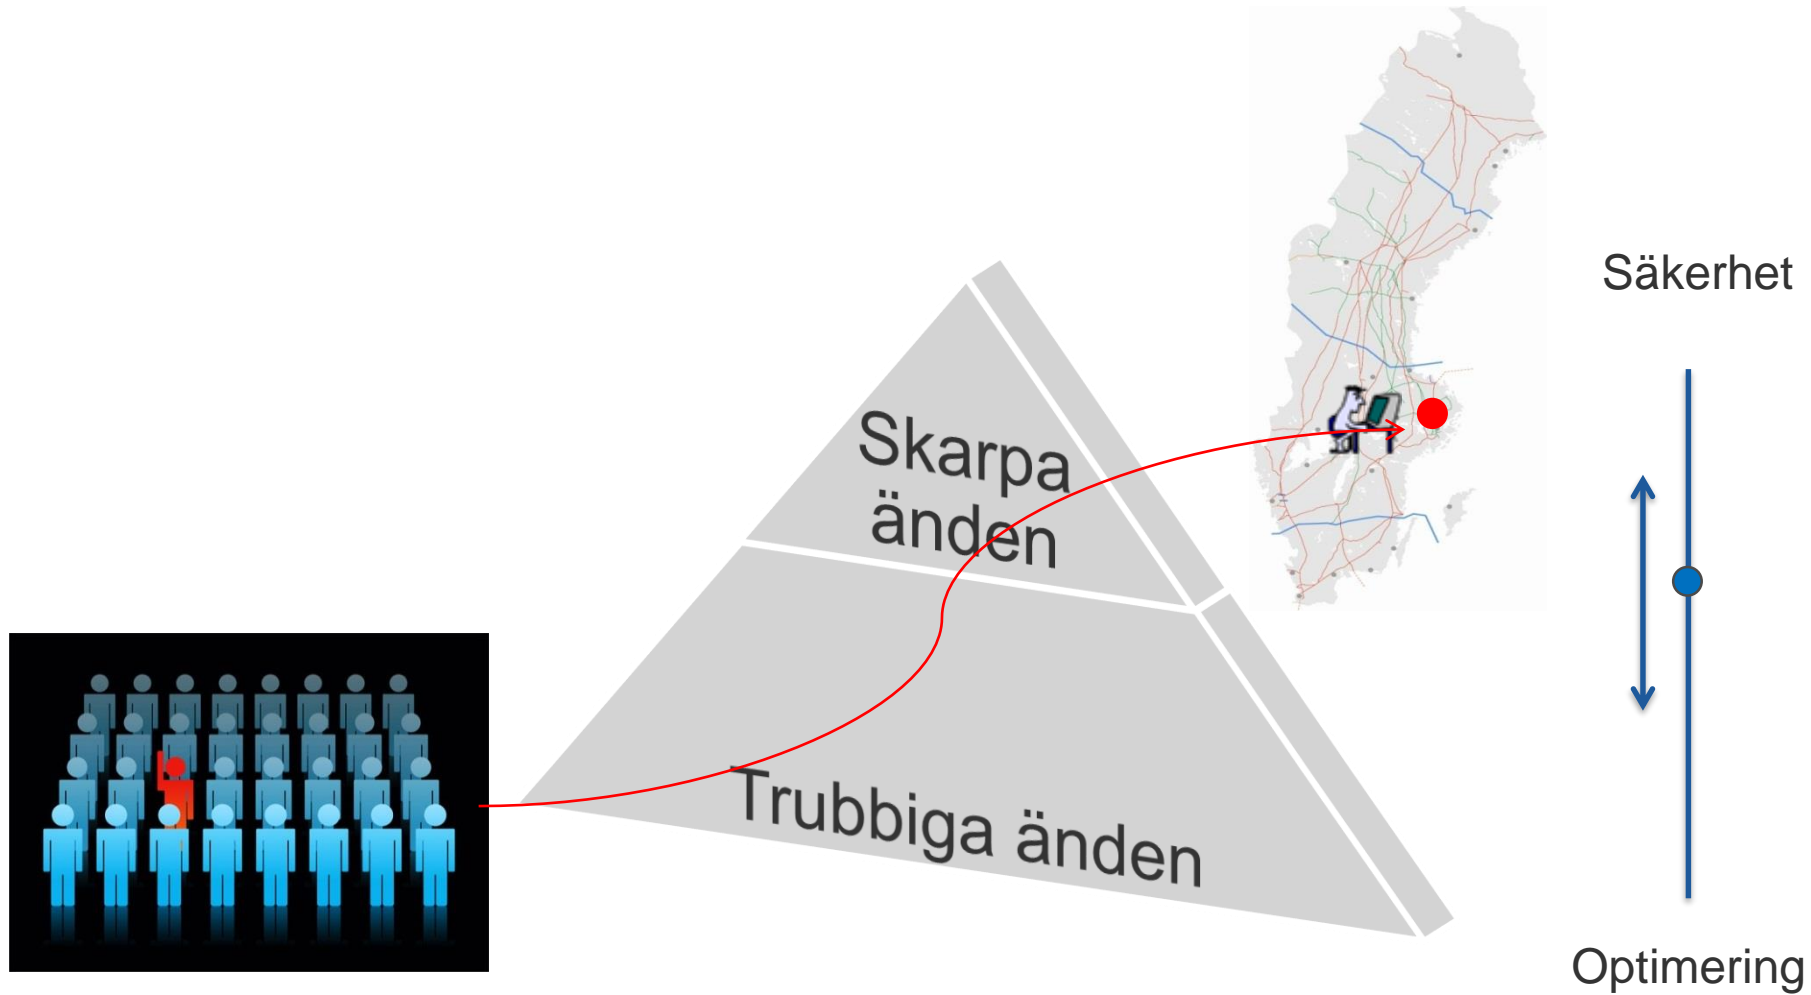 Säkerhet
Skarpa
änden
Trubbiga änden
Optimering